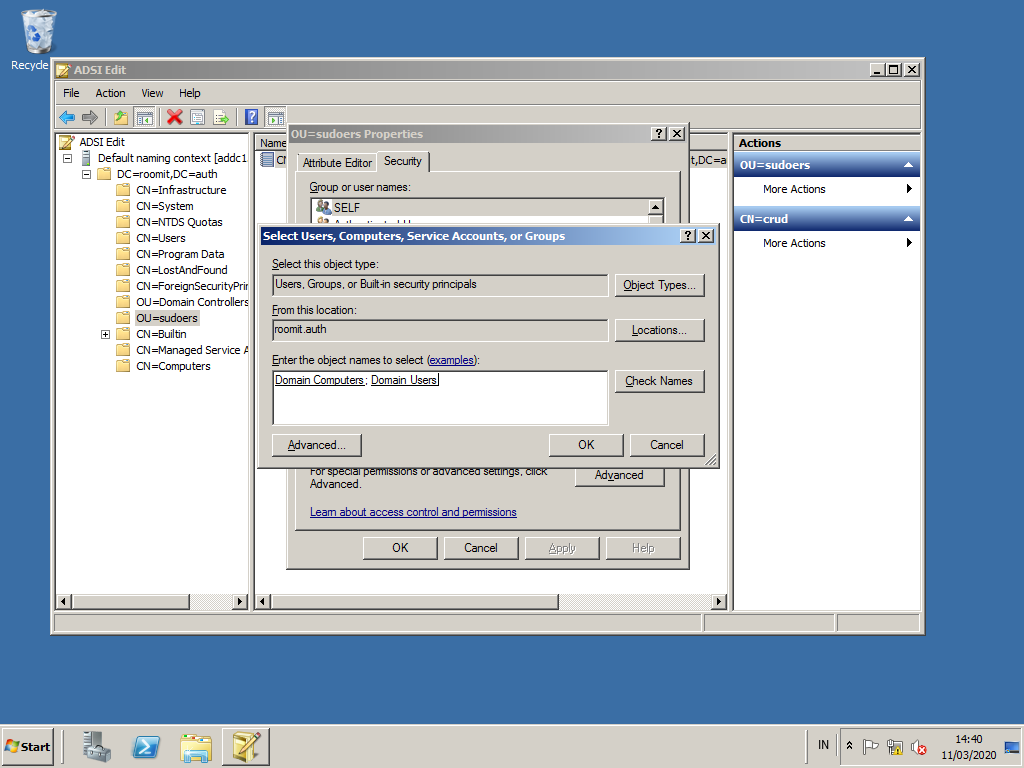 Recycle
ADSI Edit
File Action View Help
ADSI Edit
Default naming context [addc1
DC=roomit,DC=auth
CN=Infrastructure
CN=System
CN=NTDS Quotas
CN=Users
CN=Program Data
CN=LostAndFound
CN=ForeignSecurityPrin
OU=Domain Controllers
OU=sudoers
CN=Builtin
CN=Managed Service A
CN=Computers
Name
CN
t,DC=a
OU=sudoers Properties
Attribute Editor Security
Group or user names:
SELF
Select Users, Computers, Service Accounts, or Groups
Select this object type:
Users, Groups, or Built-in security principals
Object Types...
From this location:
roomit.auth
Locations...
Enter the object names to select (examples):
Domain Computers; Domain Users
Check Names
Advanced...
OK
Cancel
For special permissions or advanced settings, click
Advanced.
Advanced
Learn about access control and permissions
OK
Cancel
Apply
Help
Actions
OU=sudoers
More Actions
CN=crud
More Actions
Start
IN
14:40
11/03/2020